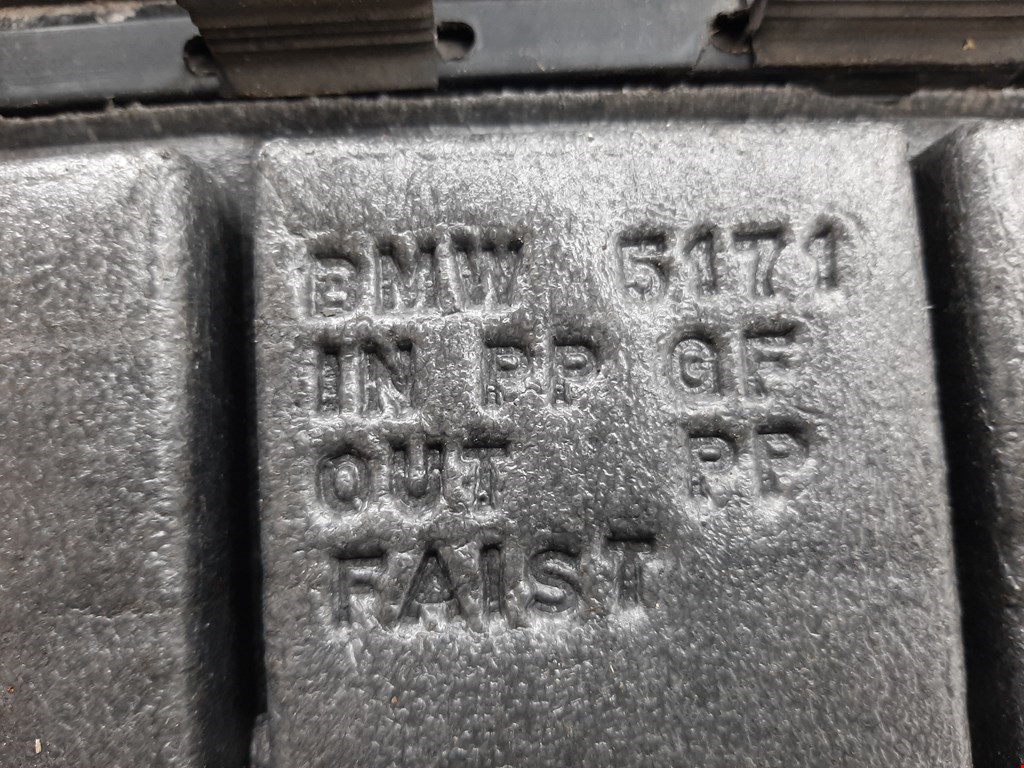 BMW 5171
IN PP GF
OUT PP
FAIST